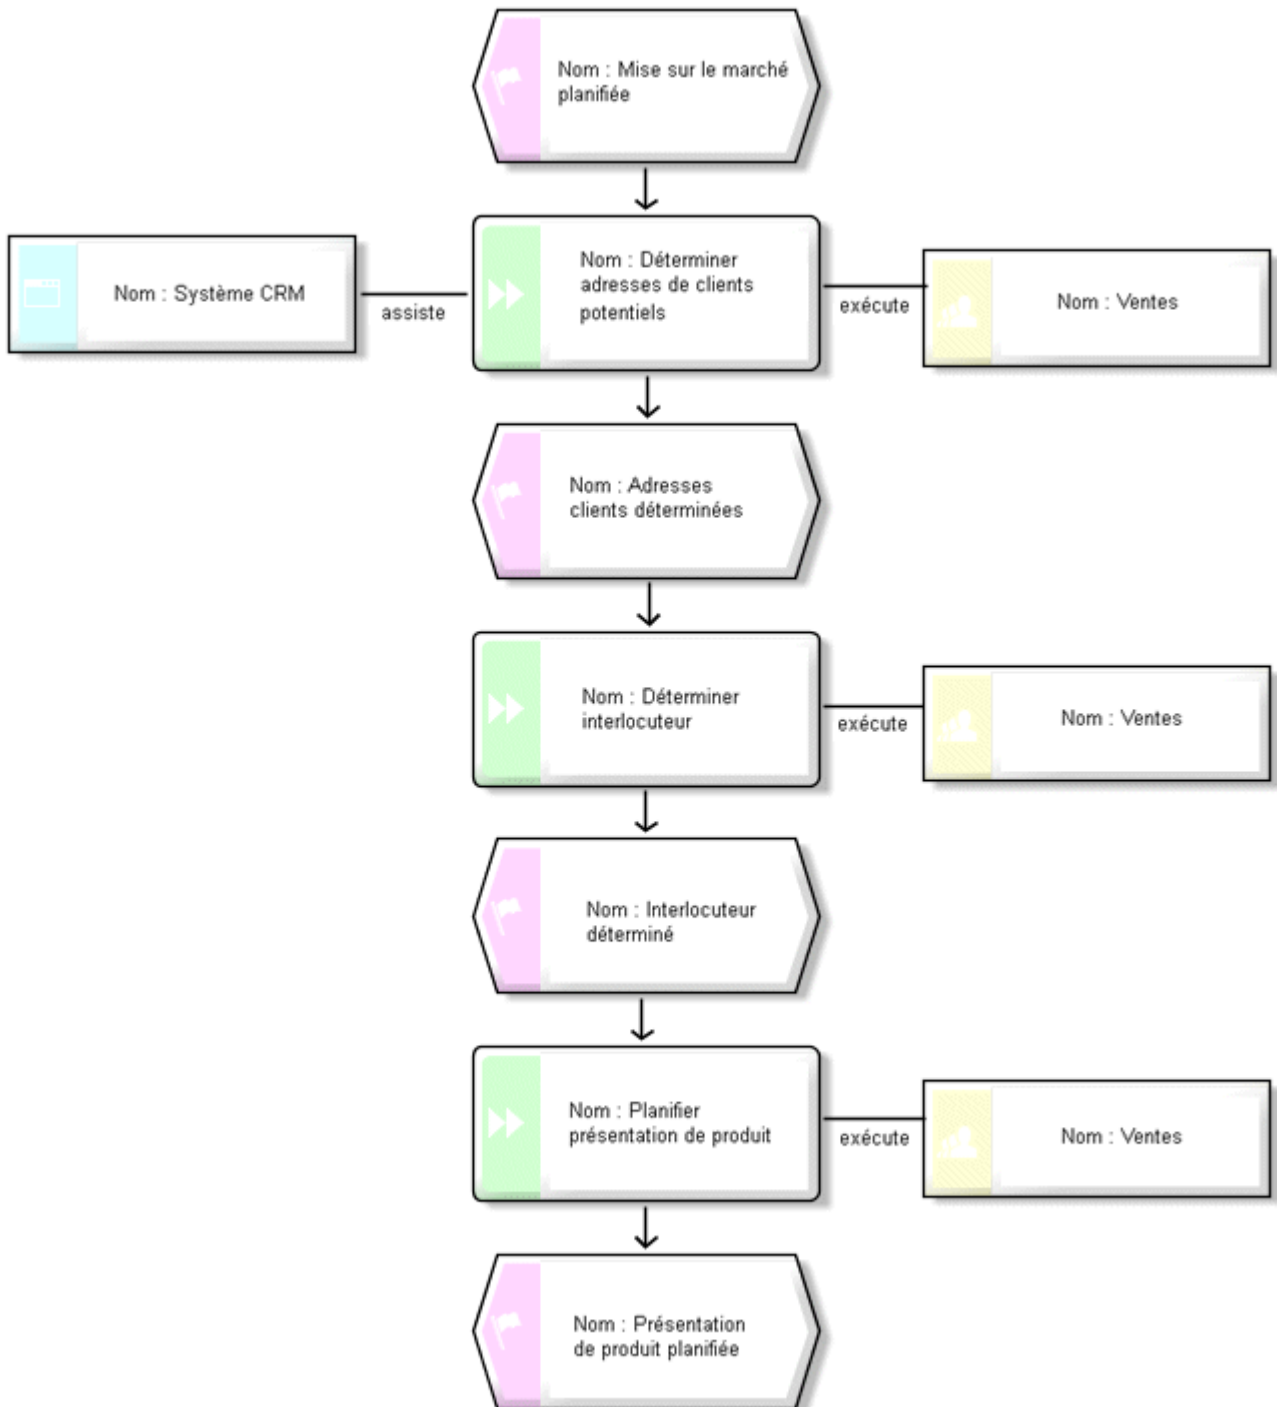 Nom : Mise sur le marché
planifiée
Nom : Système CRM
assiste
Nom : Déterminer
adresses de clients
potentiels
exécute
Nom : Ventes
Nom : Adresses
clients déterminées
Nom : Déterminer
interlocuteur
exécute
Nom : Ventes
Nom : Interlocuteur
déterminé
Nom : Planifier
présentation de produit
exécute
Nom : Ventes
Nom : Présentation
de produit planifiée